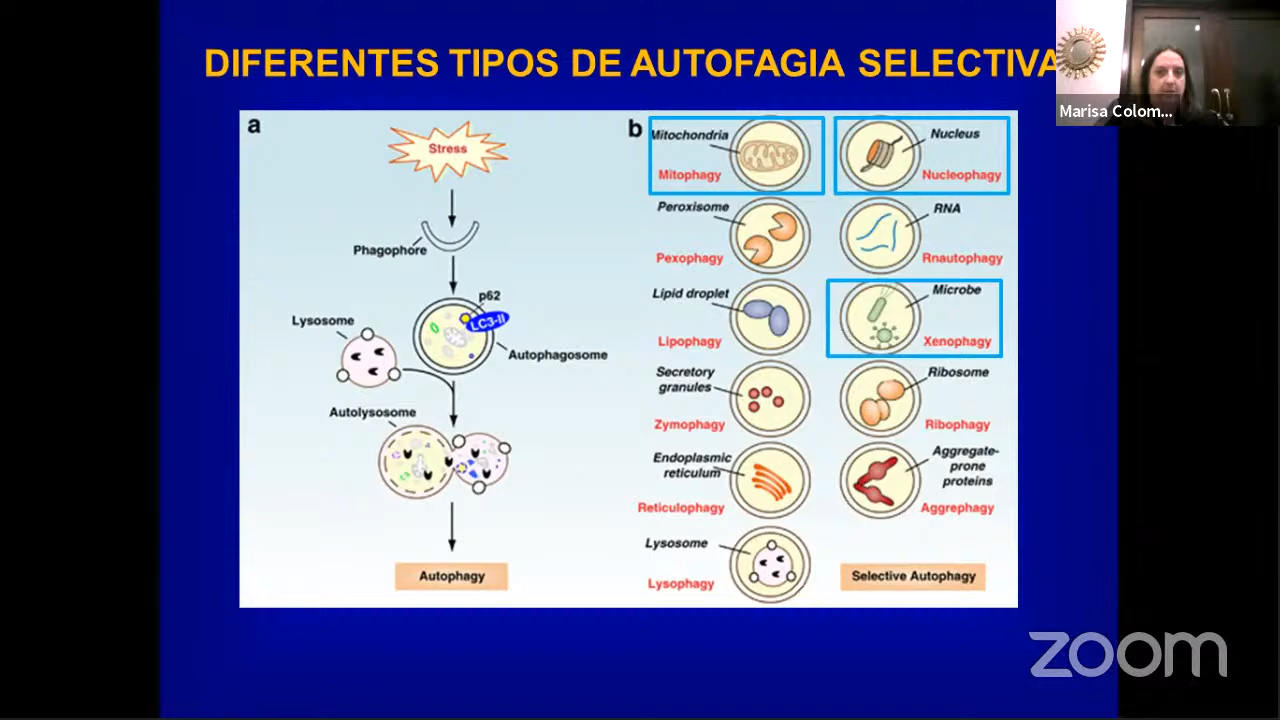 DIFERENTES TIPOS DE AUTOFAGIA SELECTIVA
Marisa Colom...
a
Stress
Phagophore
p62
LC3-II
Lysosome
Autophagosome
Autolysosome
Autophagy
b
Mitochondria
Mitophagy
Nucleus
Nucleophagy
Peroxisome
Pexophagy
RNA
Rnautophagy
Lipid droplet
Lipophagy
Microbe
Xenophagy
Secretory
granules
Zymophagy
Ribosome
Ribophagy
Endoplasmic
reticulum
Reticulophagy
Aggregate-
prone
proteins
Aggrephagy
Lysosome
Lysophagy
Selective Autophagy
zoom